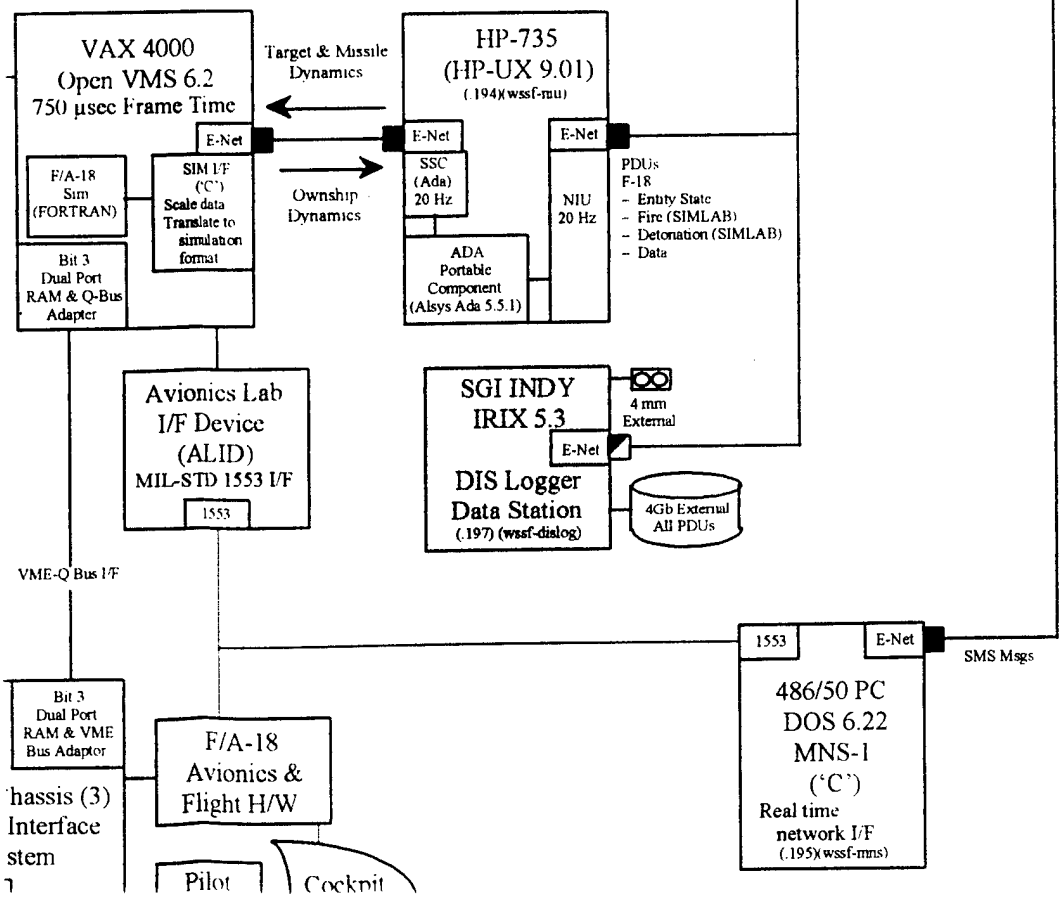 VAX 4000
Open VMS 6.2
750 µsec Frame Time
E-Net
F/A-18
Sim
(FORTRAN)
SIM I/F
('C')
Scale data
Translate to
simulation
format
Bit 3
Dual Port
RAM & Q-Bus
Adapter
Target & Missile
Dynamics
Ownship
Dynamics
HP-735
(HP-UX 9.01)
(.194)(wssf-mu)
E-Net
SSC
(Ada)
20 Hz
E-Net
NIU
20 Hz
ADA
Portable
Component
(Alsys Ada 5.5.1)
PDUs
F-18
– Entity State
– Fire (SIMLAB)
– Detonation (SIMLAB)
– Data
Avionics Lab
I/F Device
(ALID)
MIL-STD 1553 I/F
1553
SGI INDY
IRIX 5.3
E-Net
DIS Logger
Data Station
(.197) (wssf-dislog)
4 mm
External
4Gb External
All PDUs
VME-Q Bus I/F
1553
E-Net
SMS Msgs
486/50 PC
DOS 6.22
MNS-1
('C')
Real time
network I/F
(.195)(wssf-mns)
Bit 3
Dual Port
RAM & VME
Bus Adaptor
F/A-18
Avionics &
Flight H/W
hassis (3)
Interface
stem
Pilot
Cockpit